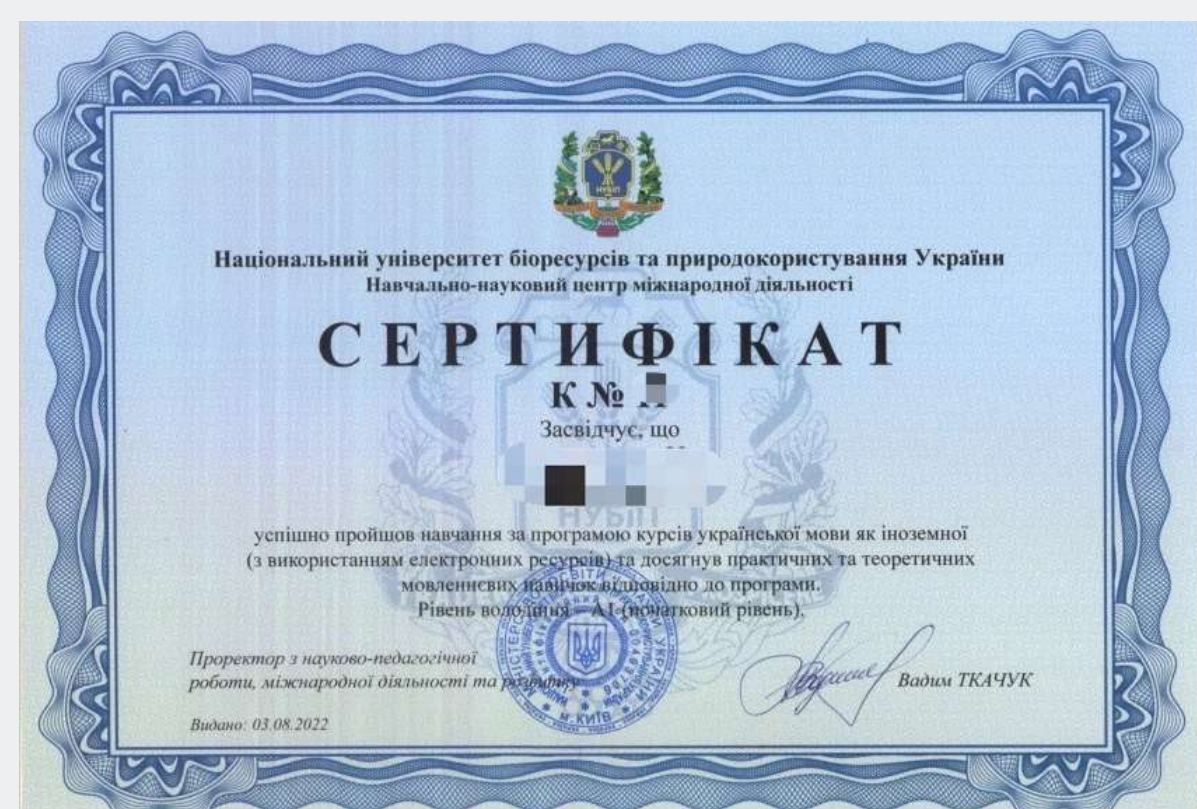 НУБІП
Національний університет біоресурсів та природокористування України
Навчально-науковий центр міжнародної діяльності
СЕРТИФІКАТ
К №
Засвідчує, що
НУБІП
успішно пройшов навчання за програмою курсів української мови як іноземної
(з використанням електронних ресурсів) та досягнув практичних та теоретичних
мовленнєвих навичок відповідно до програми.
Рівень володіння – А1 (початковий рівень).
Проректор з науково-педагогічної
роботи, міжнародної діяльності та розвитку
Вадим ТКАЧУК
Видано: 03.08.2022
м. КИЇВ